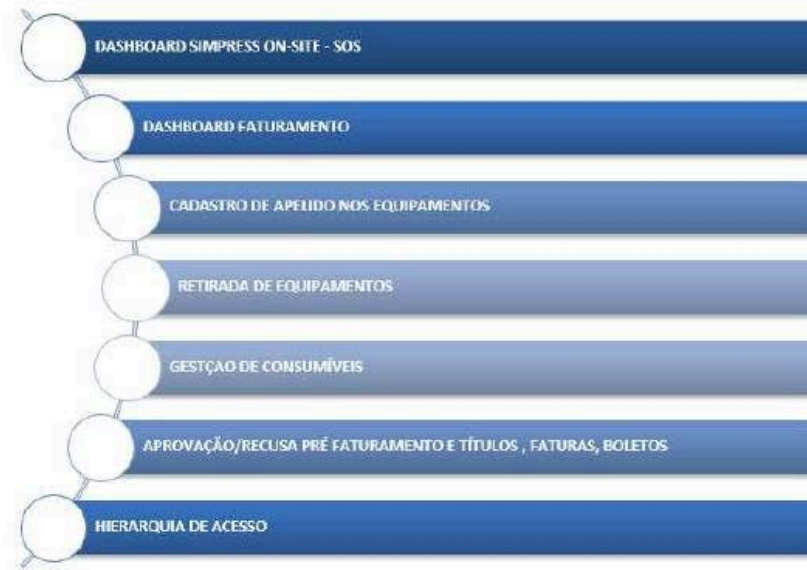 DASHBOARD SIMPRESS ON-SITE - SOS
DASHBOARD FATURAMENTO
CADASTRO DE APELIDO NOS EQUIPAMENTOS
RETIRADA DE EQUIPAMENTOS
GESTÇAO DE CONSUMÍVEIS
APROVAÇÃO/RECUSA PRÉ FATURAMENTO E TÍTULOS , FATURAS, BOLETOS
HIERARQUIA DE ACESSO